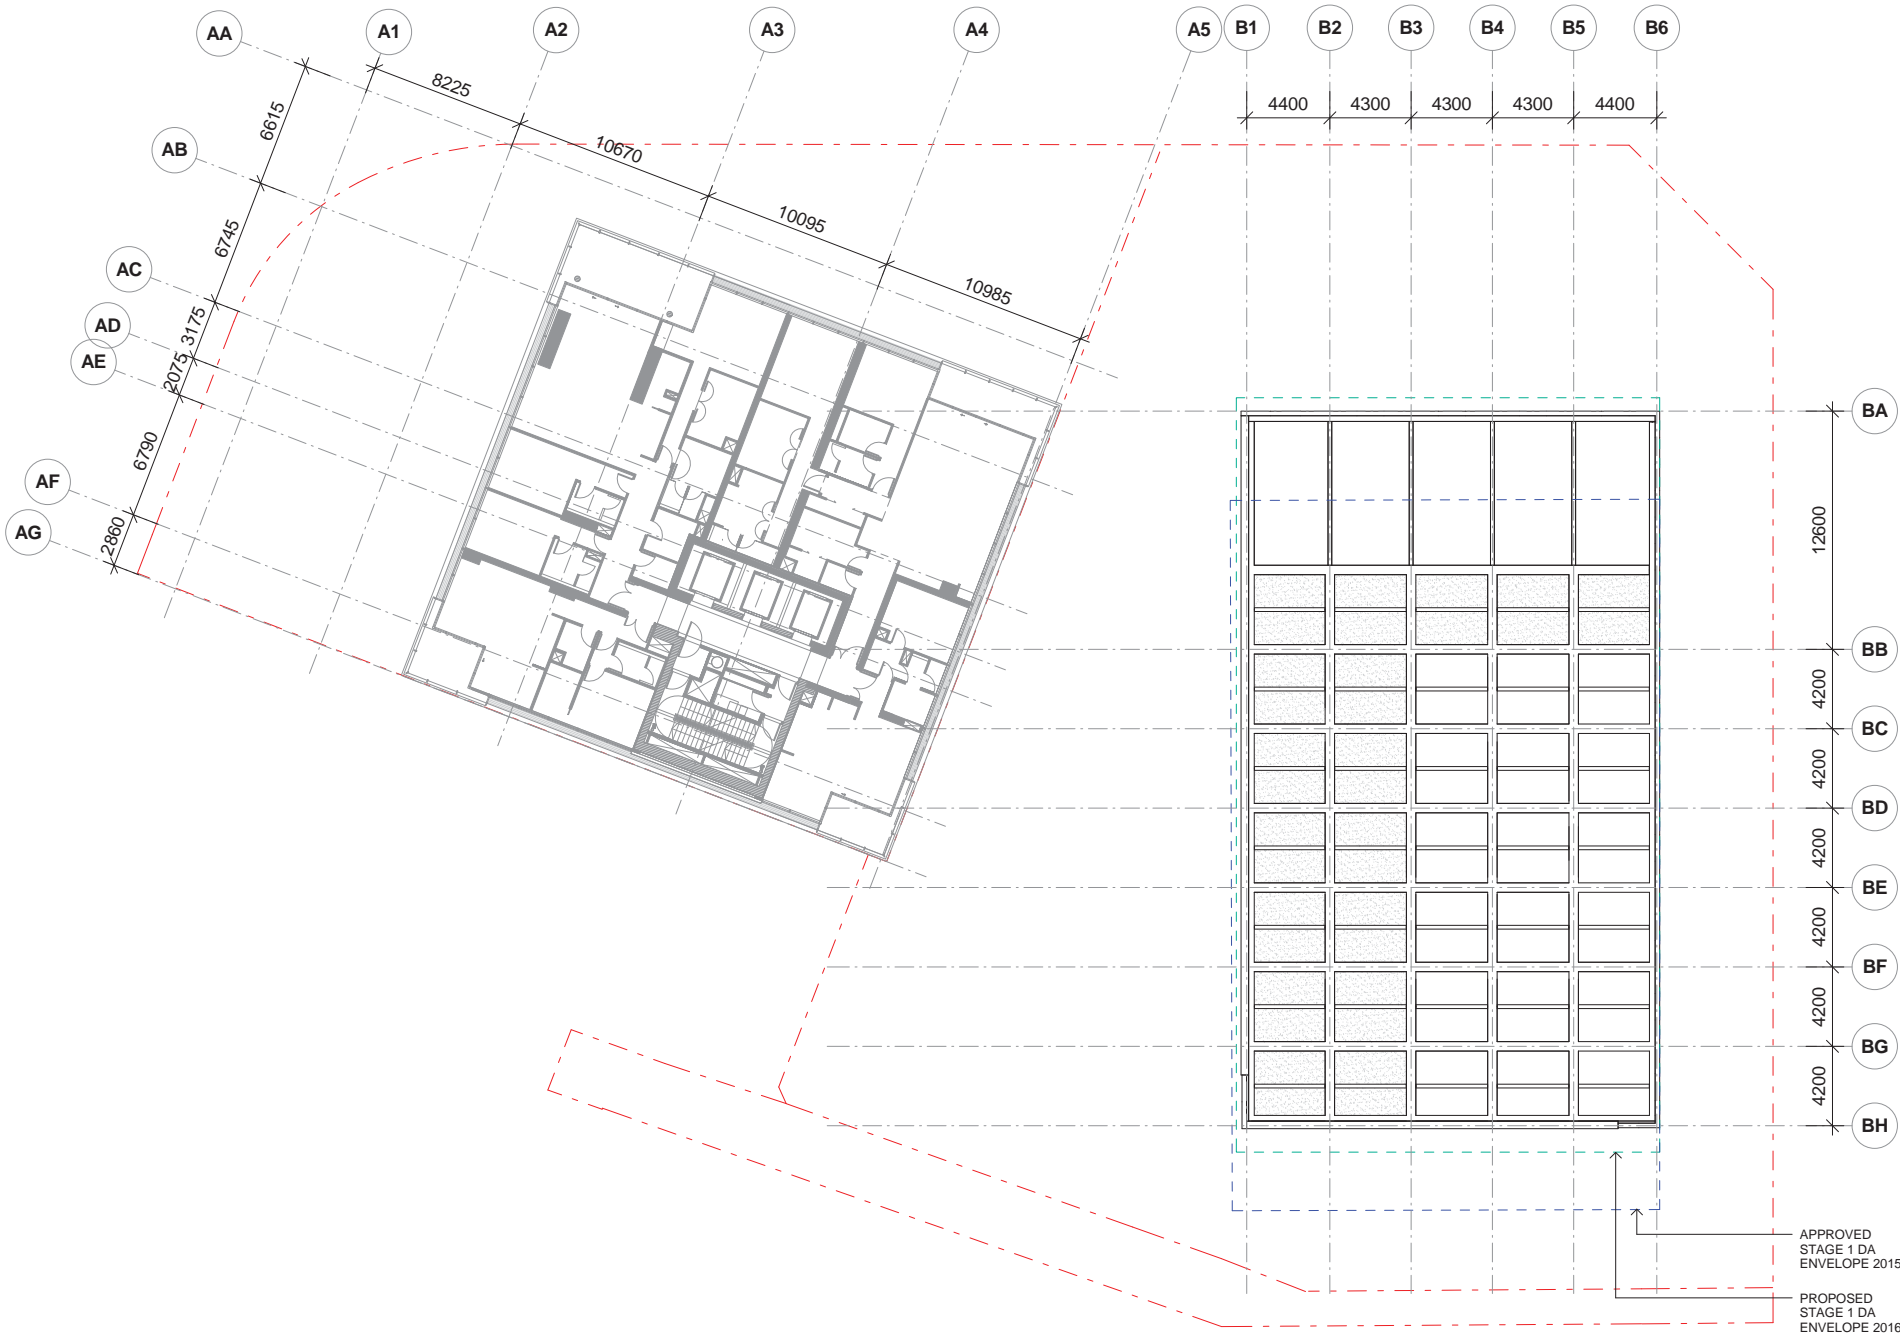 AA
A1
A2
A3
A4
A5
B1
B2
B3
B4
B5
B6
8225
10670
10095
10985
4400
4300
4300
4300
4400
6615
AB
6745
AC
3175
AD
2075
AE
6790
AF
2860
AG
BA
12600
BB
4200
BC
4200
BD
4200
BE
4200
BF
4200
BG
4200
BH
APPROVED
STAGE 1 DA
ENVELOPE 2015
PROPOSED
STAGE 1 DA
ENVELOPE 2016